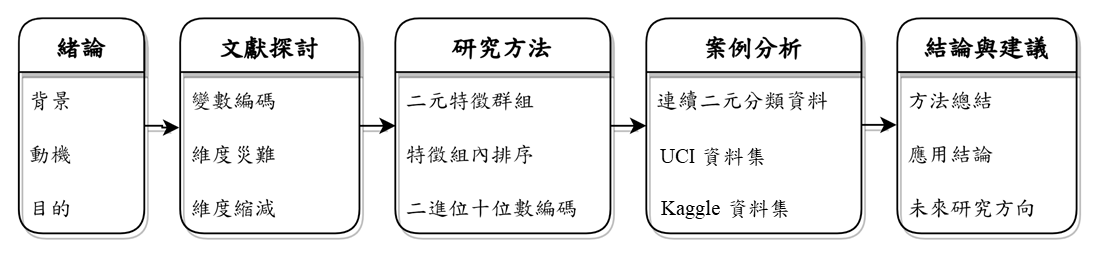 緒論
背景
動機
目的
文獻探討
變數編碼
維度災難
維度縮減
研究方法
二元特徵群組
特徵組內排序
二進位十位數編碼
案例分析
連續二元分類資料
UCI 資料集
Kaggle 資料集
結論與建議
方法總結
應用結論
未來研究方向